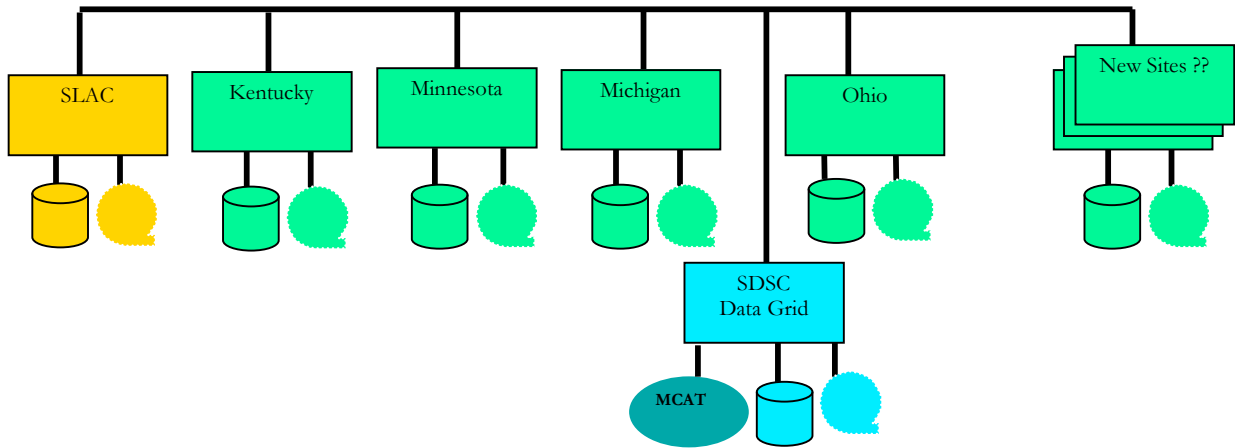 SLAC
Kentucky
Minnesota
Michigan
Ohio
New Sites ??
SDSC
Data Grid
MCAT